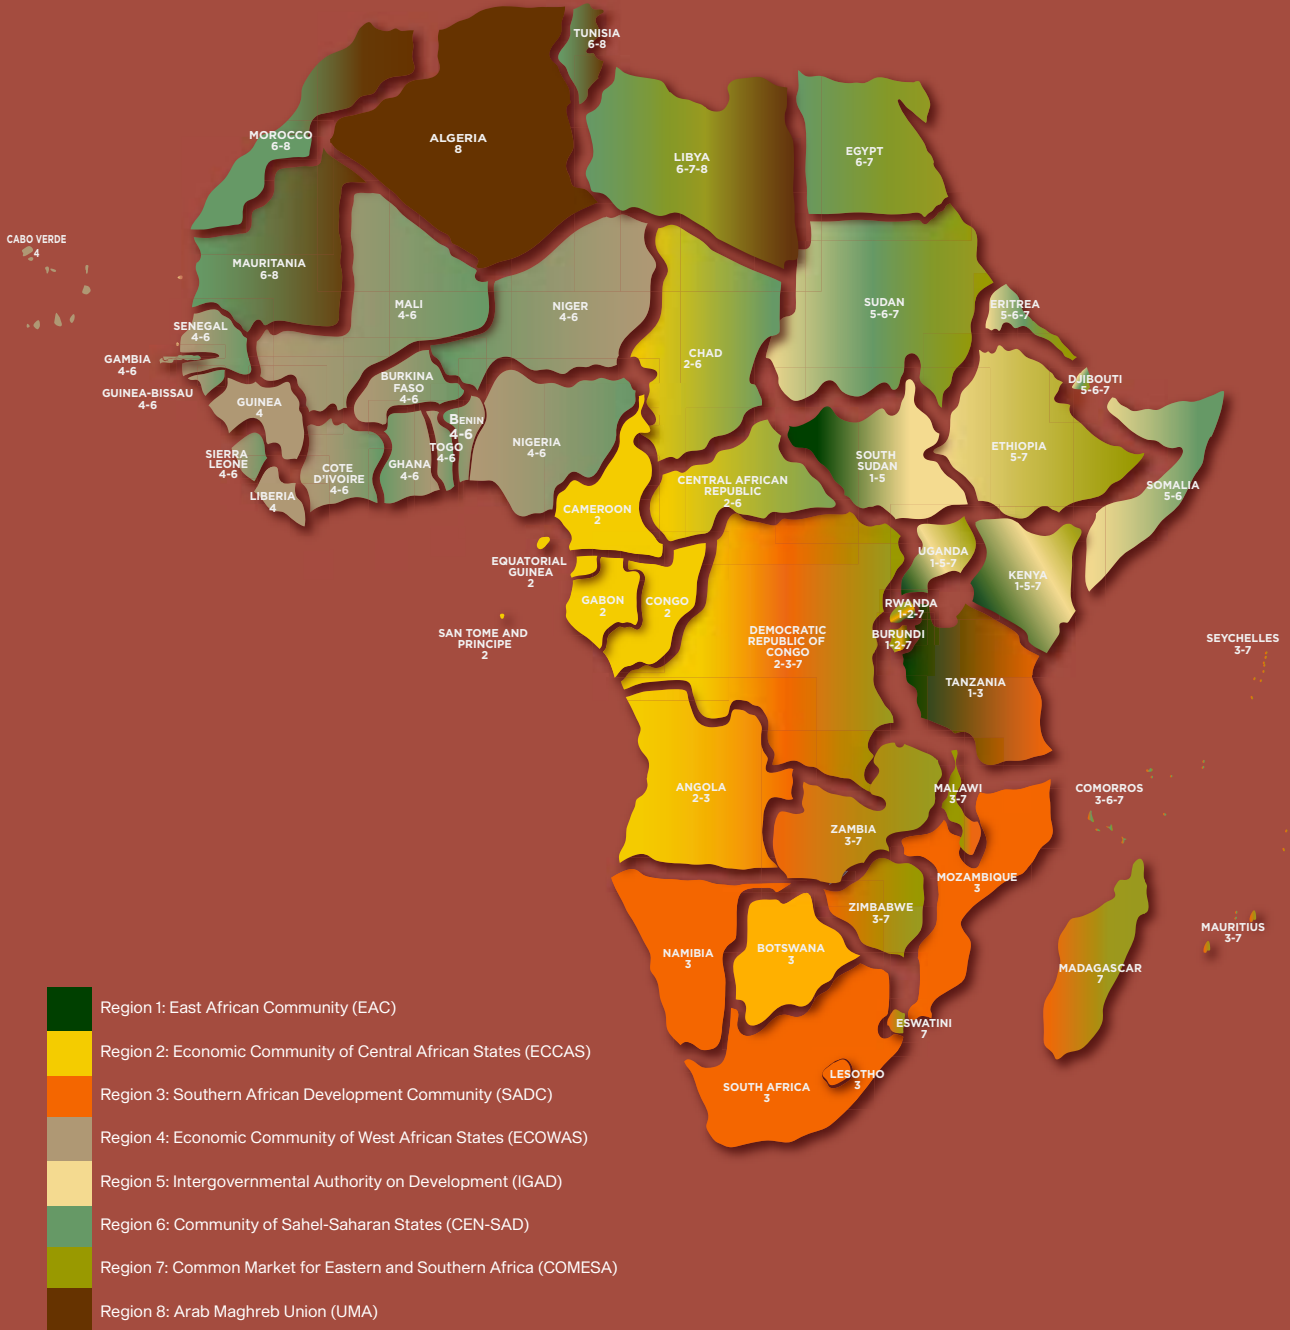 TUNISIA
6-8
MOROCCO
6-8
ALGERIA
8
LIBYA
6-7-8
EGYPT
6-7
CABO VERDE
4
MAURITANIA
6-8
MALI
4-6
NIGER
4-6
CHAD
2-6
SUDAN
5-6-7
ERITREA
5-6-7
SENEGAL
4-6
GAMBIA
4-6
GUINEA-BISSAU
4-6
GUINEA
4
BURKINA
FASO
4-6
DJIBOUTI
5-6-7
SIERRA
LEONE
4-6
LIBERIA
4
COTE
D'IVOIRE
4-6
GHANA
4-6
TOGO
4-6
BENIN
4-6
NIGERIA
4-6
CENTRAL AFRICAN
REPUBLIC
2-6
SOUTH
SUDAN
1-5
ETHIOPIA
5-7
SOMALIA
5-6
CAMEROON
2
EQUATORIAL
GUINEA
2
GABON
2
CONGO
2
SAN TOME AND
PRINCIPE
2
DEMOCRATIC
REPUBLIC OF
CONGO
2-3-7
UGANDA
1-5-7
KENYA
1-5-7
RWANDA
1-2-7
BURUNDI
1-2-7
TANZANIA
1-3
SEYCHELLES
3-7
ANGOLA
2-3
ZAMBIA
3-7
MALAWI
3-7
COMORROS
3-6-7
MOZAMBIQUE
3
ZIMBABWE
3-7
NAMIBIA
3
BOTSWANA
3
MADAGASCAR
7
MAURITIUS
3-7
ESWATINI
7
LESOTHO
3
SOUTH AFRICA
3
Region 1: East African Community (EAC)
Region 2: Economic Community of Central African States (ECCAS)
Region 3: Southern African Development Community (SADC)
Region 4: Economic Community of West African States (ECOWAS)
Region 5: Intergovernmental Authority on Development (IGAD)
Region 6: Community of Sahel-Saharan States (CEN-SAD)
Region 7: Common Market for Eastern and Southern Africa (COMESA)
Region 8: Arab Maghreb Union (UMA)